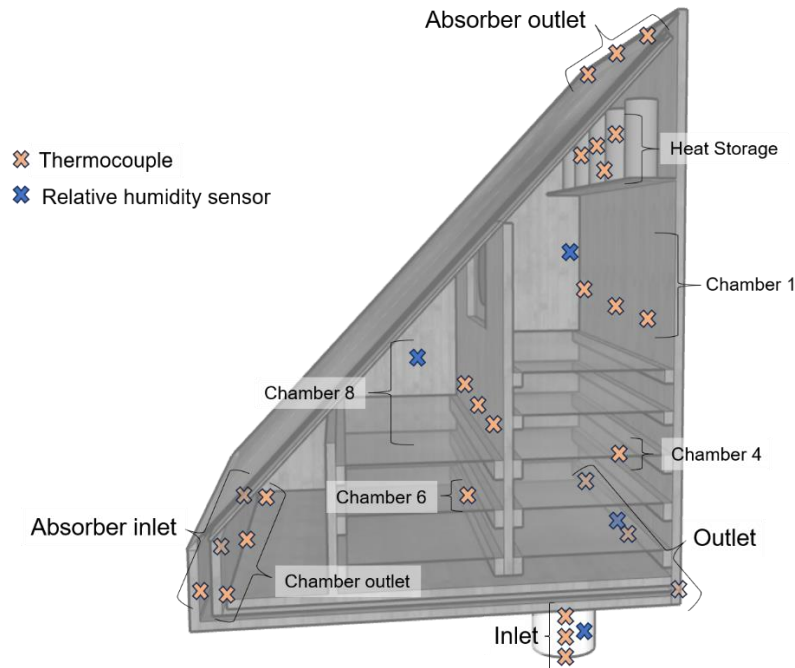 Absorber outlet
Thermocouple
Relative humidity sensor
Heat Storage
Chamber 1
Chamber 8
Chamber 4
Chamber 6
Absorber inlet
Outlet
Chamber outlet
Inlet